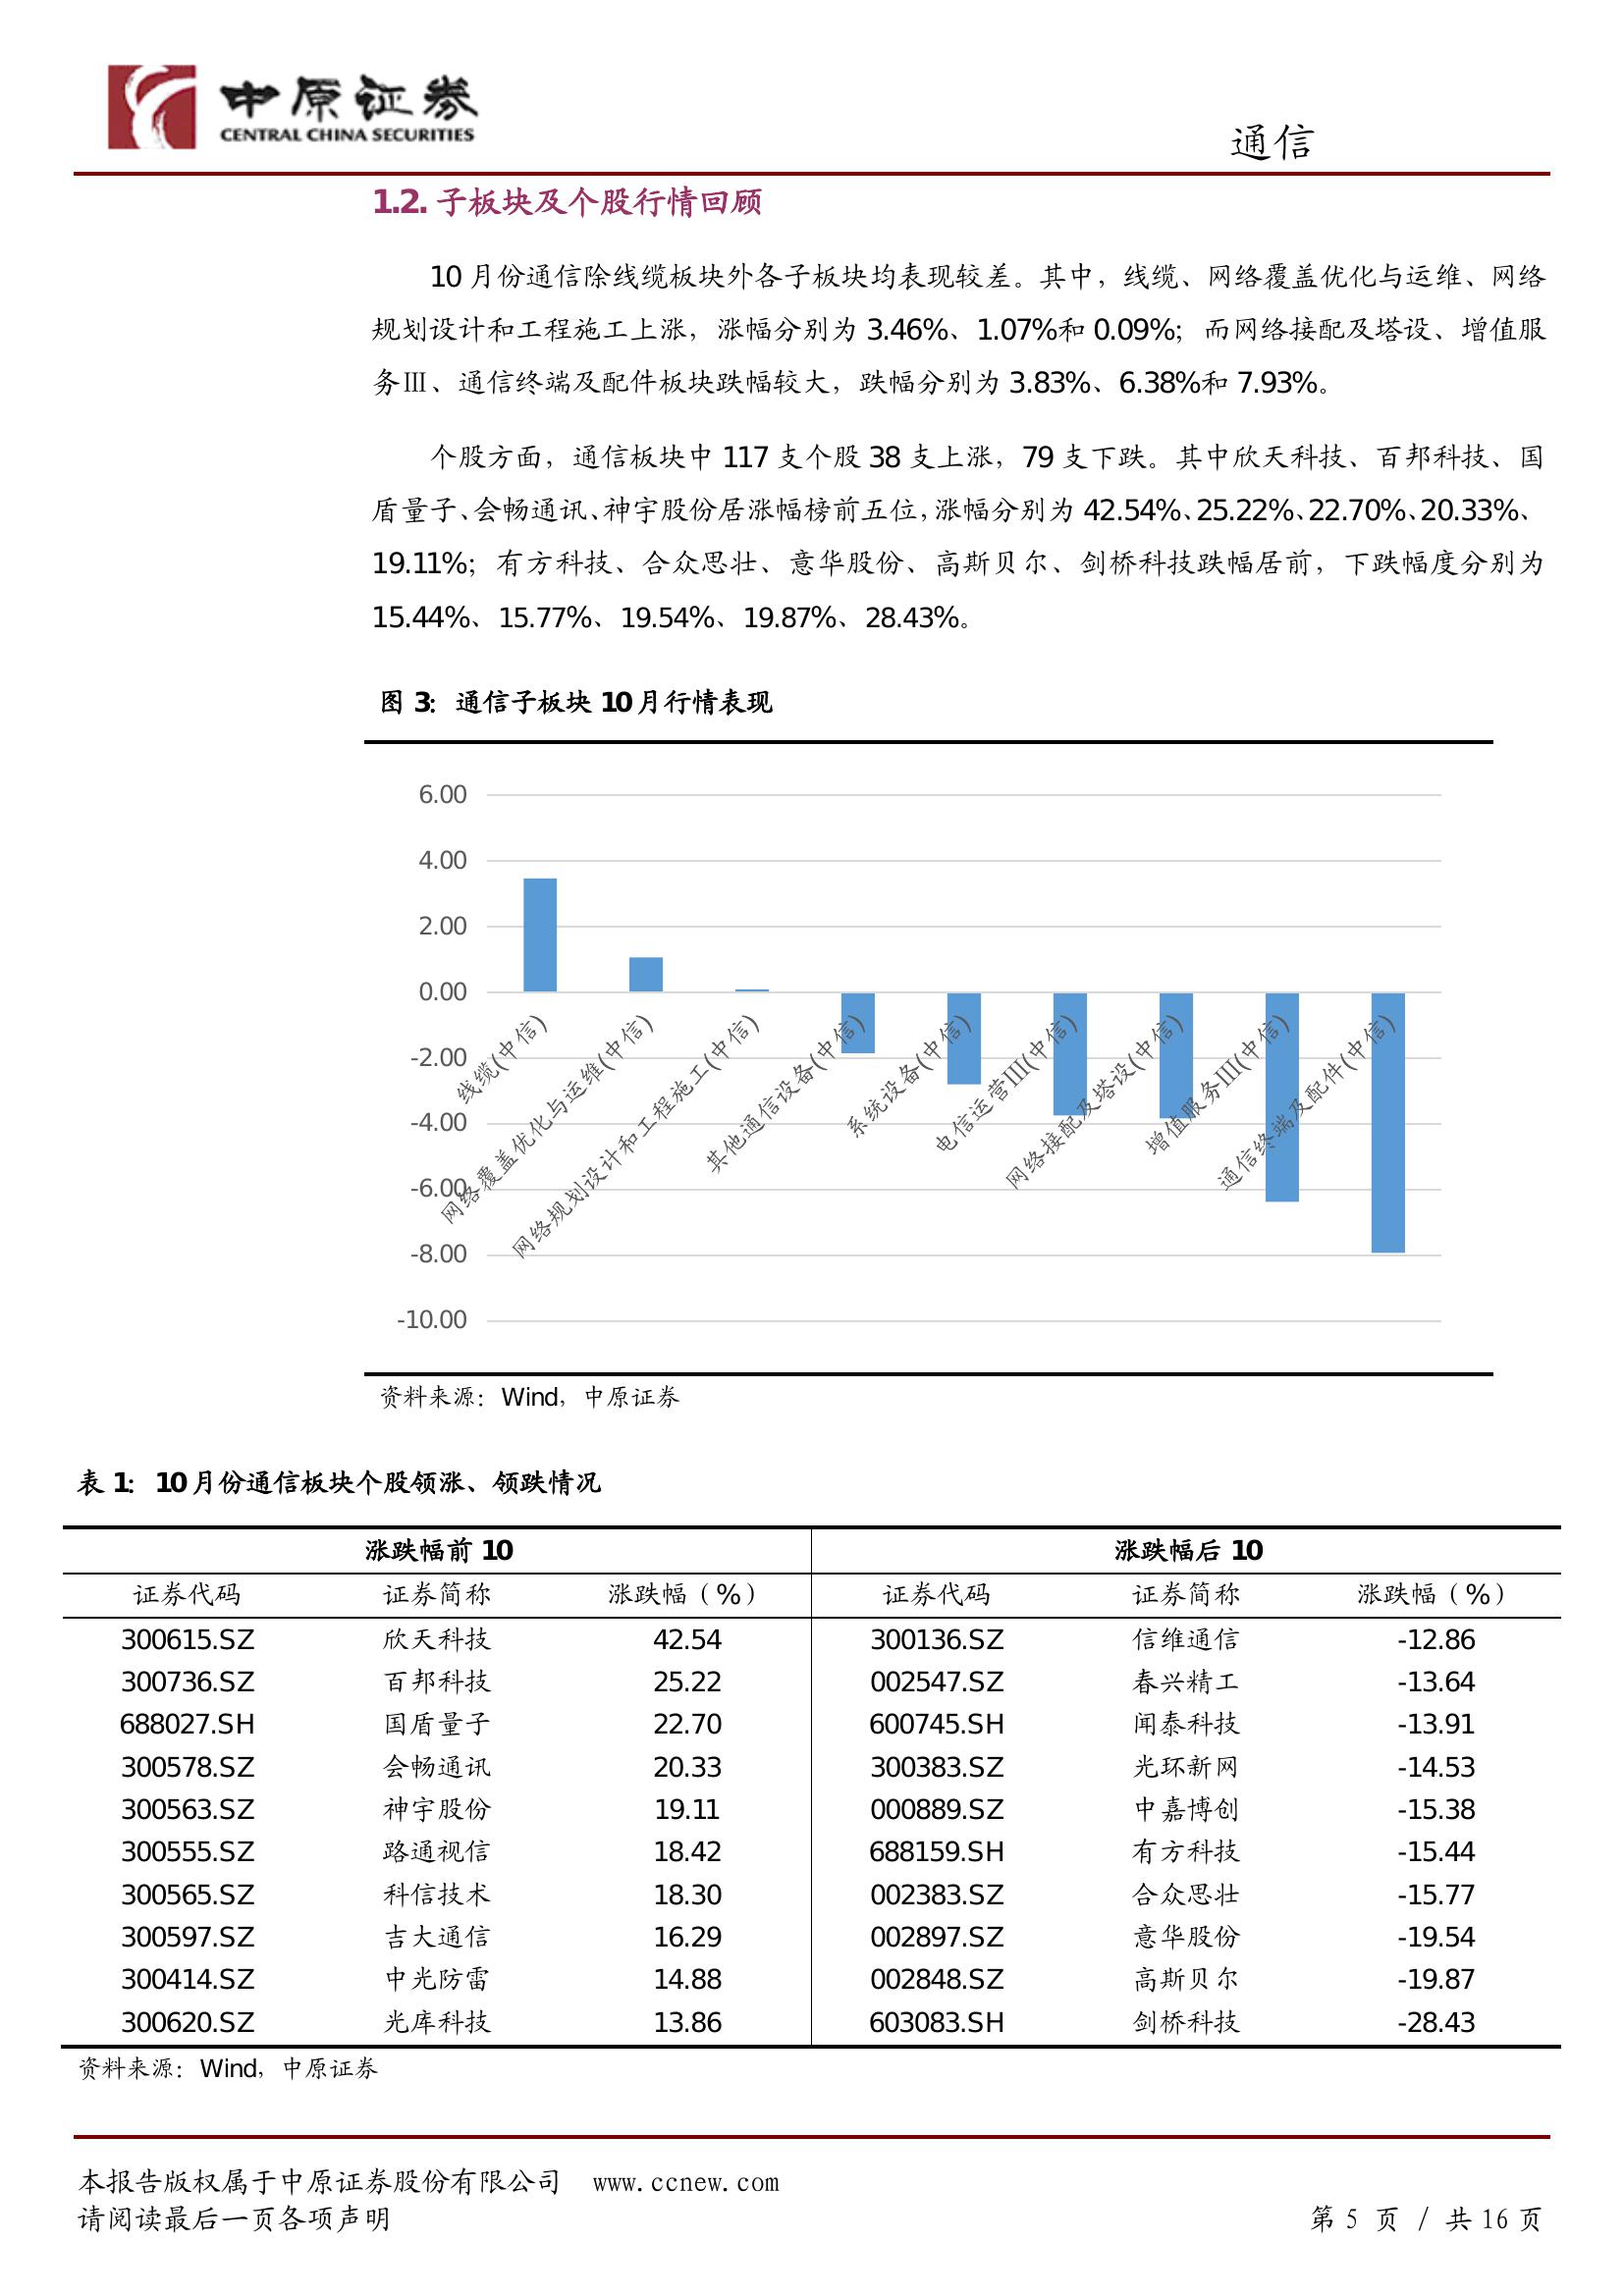 中原证券
CENTRAL CHINA SECURITIES
通信
1.2. 子板块及个股行情回顾
10 月份通信除线缆板块外各子板块均表现较差。其中，线缆、网络覆盖优化与运维、网络
规划设计和工程施工上涨，涨幅分别为 3.46%、1.07%和 0.09%；而网络接配及塔设、增值服
务Ⅲ、通信终端及配件板块跌幅较大，跌幅分别为 3.83%、6.38%和 7.93%。
个股方面，通信板块中 117 支个股 38 支上涨，79 支下跌。其中欣天科技、百邦科技、国
盾量子、会畅通讯、神宇股份居涨幅榜前五位，涨幅分别为 42.54%、25.22%、22.70%、20.33%、
19.11%；有方科技、合众思壮、意华股份、高斯贝尔、剑桥科技跌幅居前，下跌幅度分别为
15.44%、15.77%、19.54%、19.87%、28.43%。
图 3：通信子板块 10 月行情表现
6.00
4.00
2.00
0.00
-2.00
-4.00
-6.00
-8.00
-10.00
线缆(中信)
网络覆盖优化与运维(中信)
网络规划设计和工程施工(中信)
其他通信设备(中信)
系统设备(中信)
电信运营III(中信)
网络接配及塔设(中信)
增值服务III(中信)
通信终端及配件(中信)
资料来源：Wind，中原证券
表 1：10 月份通信板块个股领涨、领跌情况
涨跌幅前 10 涨跌幅后 10
证券代码 证券简称 涨跌幅（%） 证券代码 证券简称 涨跌幅（%）
300615.SZ 欣天科技 42.54 300136.SZ 信维通信 -12.86
300736.SZ 百邦科技 25.22 002547.SZ 春兴精工 -13.64
688027.SH 国盾量子 22.70 600745.SH 闻泰科技 -13.91
300578.SZ 会畅通讯 20.33 300383.SZ 光环新网 -14.53
300563.SZ 神宇股份 19.11 000889.SZ 中嘉博创 -15.38
300555.SZ 路通视信 18.42 688159.SH 有方科技 -15.44
300565.SZ 科信技术 18.30 002383.SZ 合众思壮 -15.77
300597.SZ 吉大通信 16.29 002897.SZ 意华股份 -19.54
300414.SZ 中光防雷 14.88 002848.SZ 高斯贝尔 -19.87
300620.SZ 光库科技 13.86 603083.SH 剑桥科技 -28.43
资料来源：Wind，中原证券
本报告版权属于中原证券股份有限公司 www.ccnew.com
请阅读最后一页各项声明 第 5 页 / 共 16 页